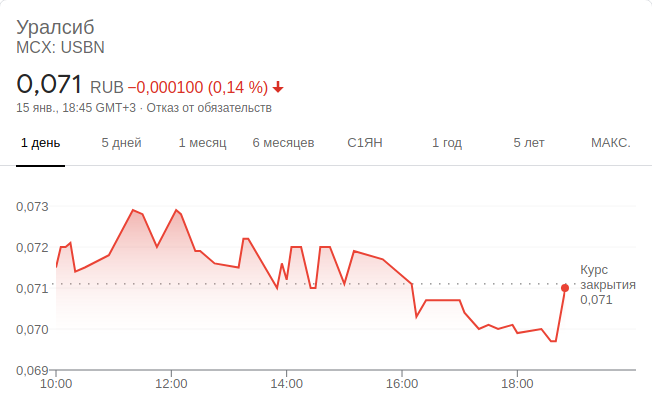 Уралсиб
MCX: USBN
0,071 RUB −0,000100 (0,14 %)
15 янв., 18:45 GMT+3 · Отказ от обязательств
1 день 5 дней 1 месяц 6 месяцев С1ЯН 1 год 5 лет МАКС.
0,073
0,072
0,071
0,070
0,069
Курс
закрытия
0,071
10:00 12:00 14:00 16:00 18:00